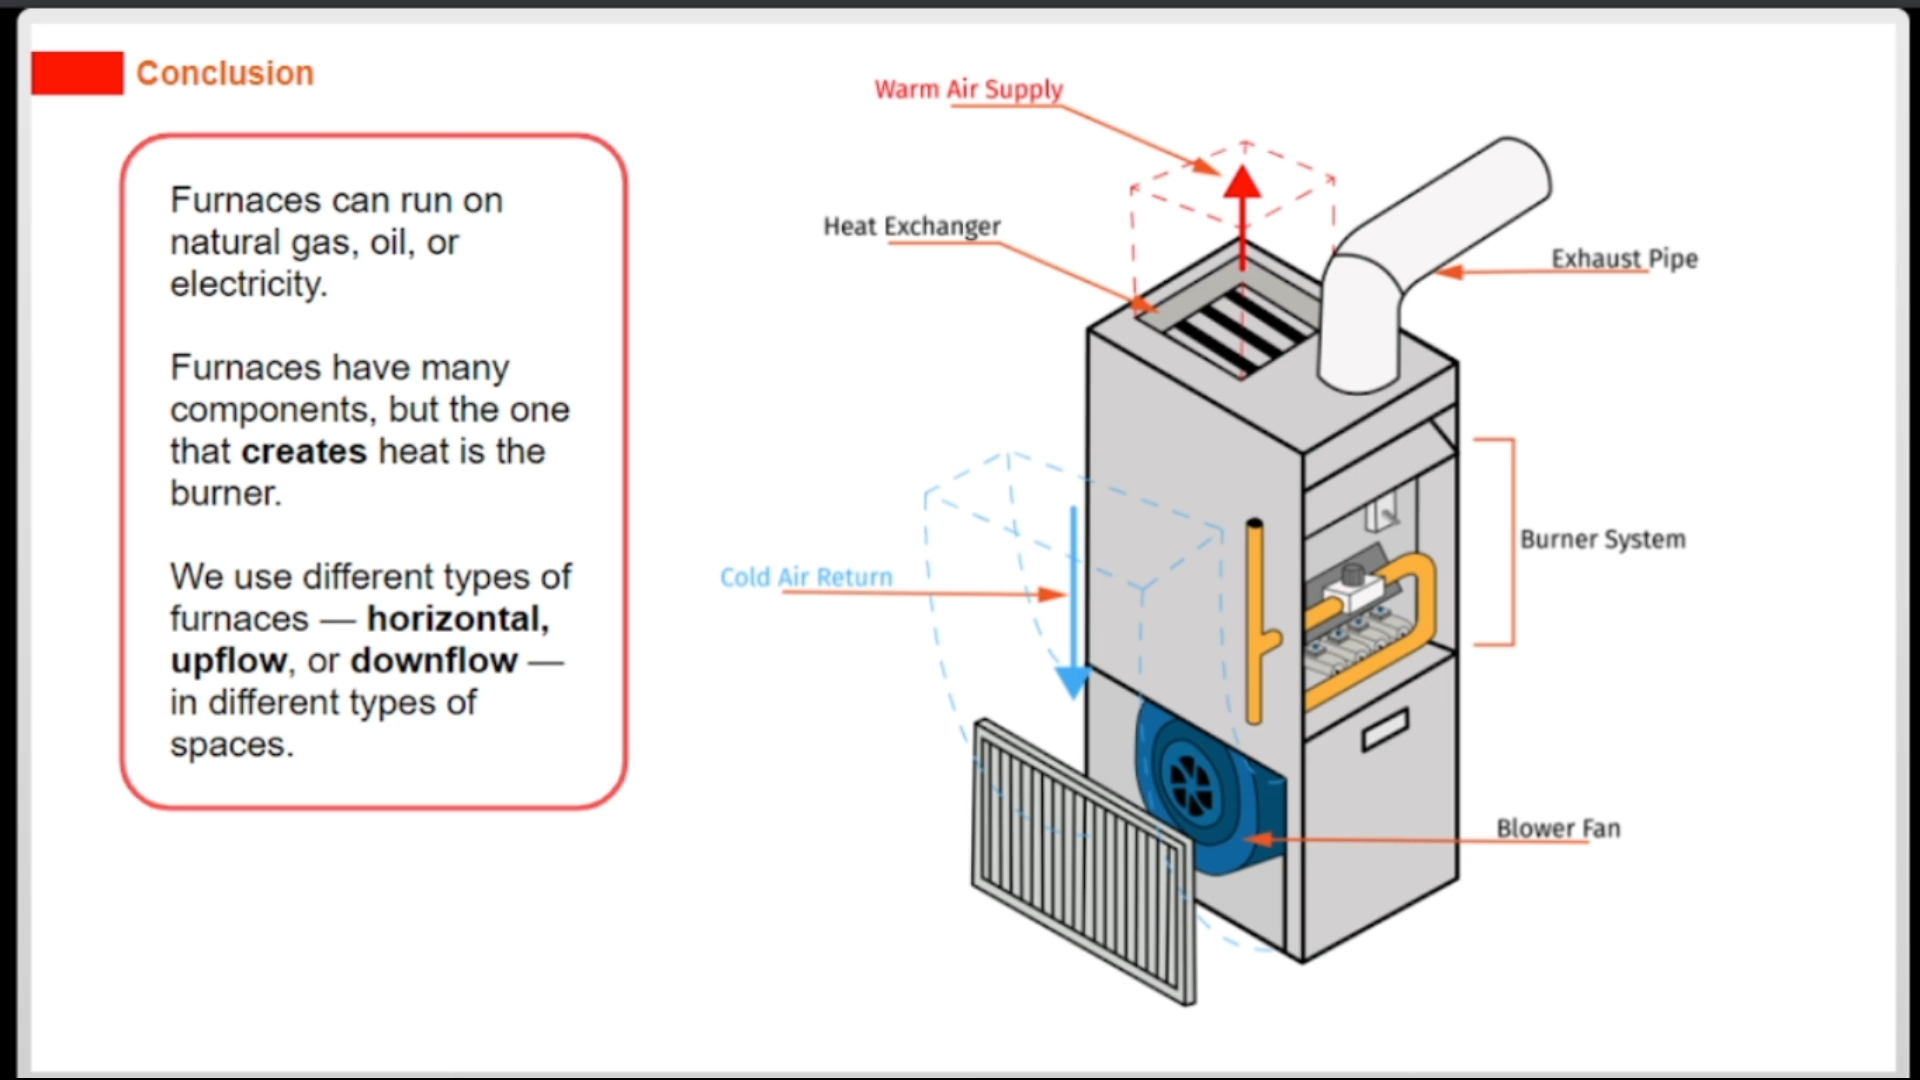 Conclusion
Furnaces can run on
natural gas, oil, or
electricity.
Furnaces have many
components, but the one
that creates heat is the
burner.
We use different types of
furnaces — horizontal,
upflow, or downflow —
in different types of
spaces.
Warm Air Supply
Heat Exchanger
Exhaust Pipe
Burner System
Cold Air Return
Blower Fan